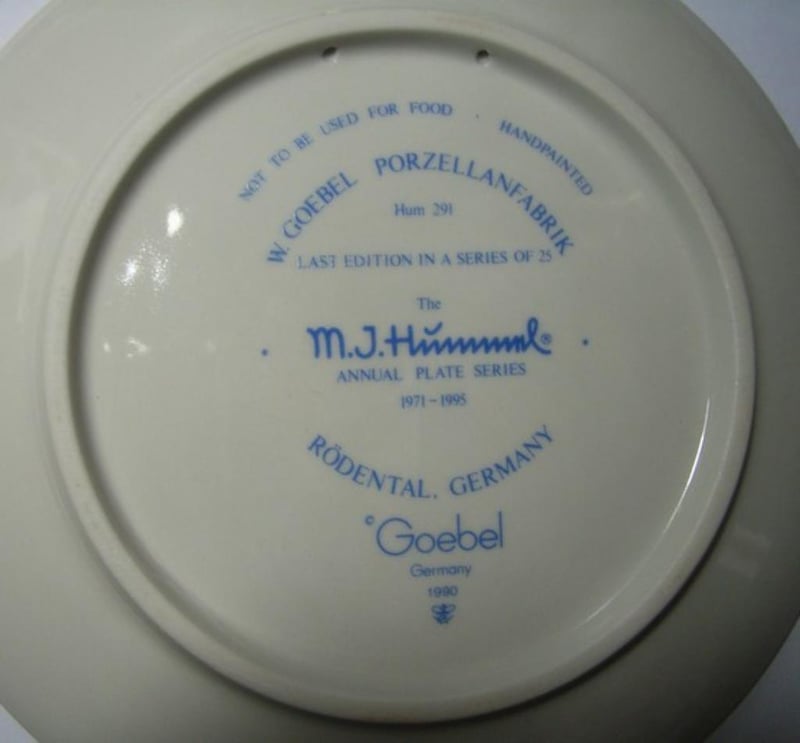 NOT TO BE USED FOR FOOD · HANDPAINTED
W. GOEBEL PORZELLANFABRIK
Hum 291
LAST EDITION IN A SERIES OF 25
The
M.J.Hummel®
ANNUAL PLATE SERIES
1971-1995
RÖDENTAL, GERMANY
©Goebel
Germany
1990